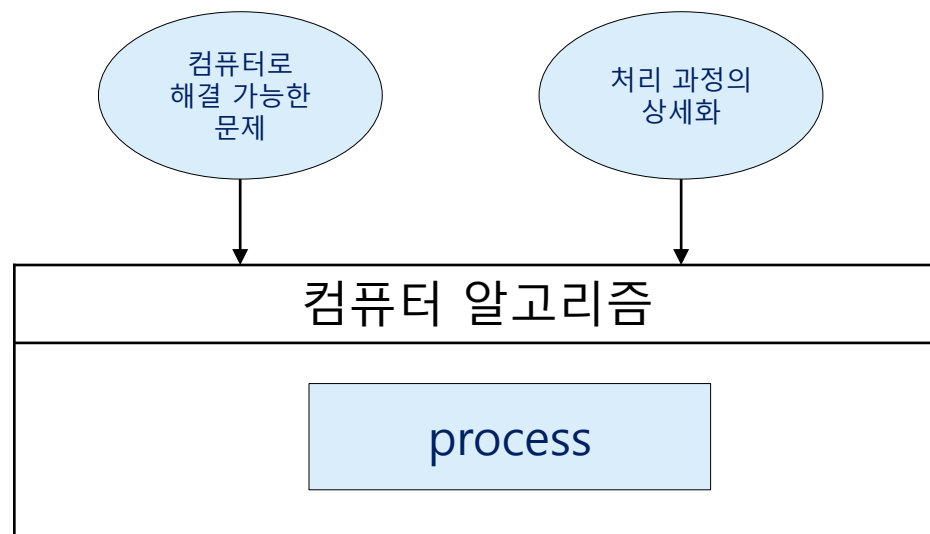 컴퓨터로
해결 가능한
문제
처리 과정의
상세화
컴퓨터 알고리즘
process